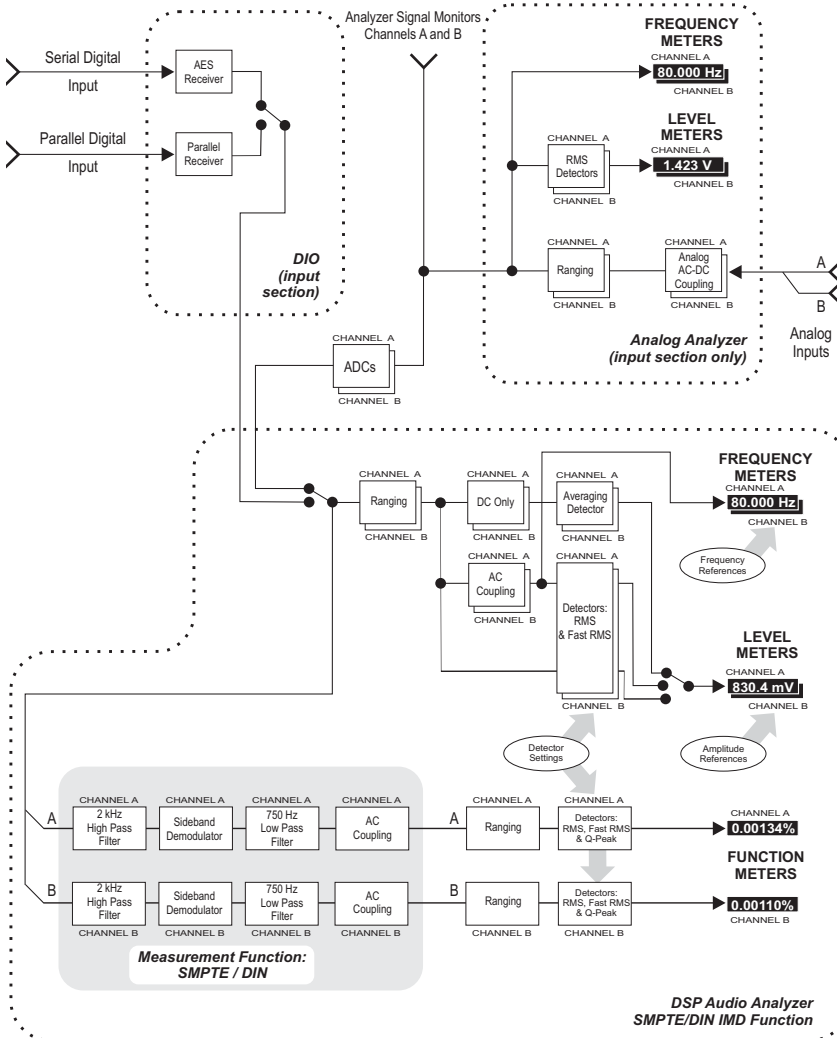 Analyzer Signal Monitors
Channels A and B
Serial Digital
Input
AES
Receiver
Parallel Digital
Input
Parallel
Receiver
DIO
(input
section)
FREQUENCY
METERS
CHANNEL A
80.000 Hz
CHANNEL B
LEVEL
METERS
CHANNEL A
1.423 V
CHANNEL B
CHANNEL A
RMS
Detectors
CHANNEL B
CHANNEL A
Ranging
CHANNEL B
CHANNEL A
Analog
AC-DC
Coupling
CHANNEL B
A
B
Analog
Inputs
Analog Analyzer
(input section only)
CHANNEL A
ADCs
CHANNEL B
CHANNEL A
Ranging
CHANNEL B
CHANNEL A
DC Only
CHANNEL B
CHANNEL A
Averaging
Detector
CHANNEL B
FREQUENCY
METERS
CHANNEL A
80.000 Hz
CHANNEL B
Frequency
References
CHANNEL A
AC
Coupling
CHANNEL B
CHANNEL A
Detectors:
RMS
& Fast RMS
CHANNEL B
LEVEL
METERS
CHANNEL A
830.4 mV
CHANNEL B
Detector
Settings
Amplitude
References
A
CHANNEL A
2 kHz
High Pass
Filter
CHANNEL A
Sideband
Demodulator
CHANNEL A
750 Hz
Low Pass
Filter
CHANNEL A
AC
Coupling
A
CHANNEL A
Ranging
CHANNEL A
Detectors:
RMS, Fast RMS
& Q-Peak
CHANNEL A
0.00134%
FUNCTION
METERS
B
2 kHz
High Pass
Filter
CHANNEL B
Sideband
Demodulator
CHANNEL B
750 Hz
Low Pass
Filter
CHANNEL B
AC
Coupling
CHANNEL B
B
Ranging
CHANNEL B
Detectors:
RMS, Fast RMS
& Q-Peak
CHANNEL B
0.00110%
CHANNEL B
Measurement Function:
SMPTE / DIN
DSP Audio Analyzer
SMPTE/DIN IMD Function